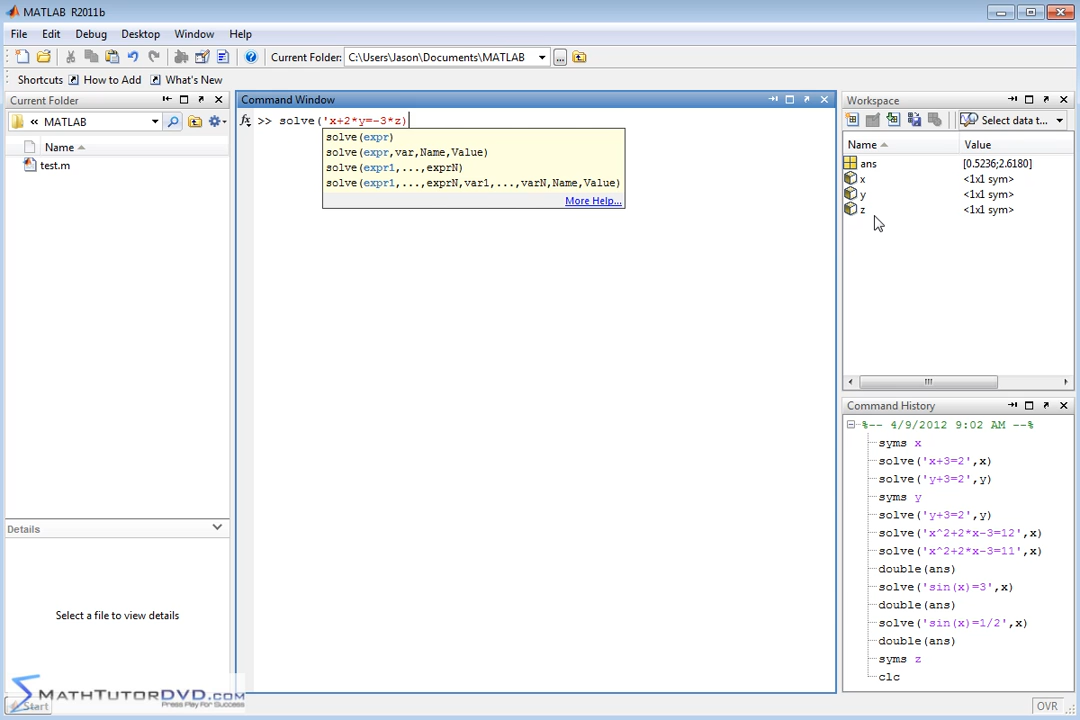 MATLAB R2011b
File Edit Debug Desktop Window Help
Current Folder: C:\Users\Jason\Documents\MATLAB ...
Shortcuts How to Add What's New
Current Folder
« MATLAB
Name
test.m
Details
Select a file to view details
Start
MATHTUTORDVD.COM
Press Play For Success
Command Window
fx >> solve('x+2*y=-3*z)
solve(expr)
solve(expr,var,Name,Value)
solve(expr1,...,exprN)
solve(expr1,...,exprN,var1,...,varN,Name,Value)
More Help...
Workspace
Select data t...
Name Value
ans [0.5236;2.6180]
x <1x1 sym>
y <1x1 sym>
z <1x1 sym>
Command History
%-- 4/9/2012 9:02 AM --%
syms x
solve('x+3=2',x)
solve('y+3=2',y)
syms y
solve('y+3=2',y)
solve('x^2+2*x-3=12',x)
solve('x^2+2*x-3=11',x)
double(ans)
solve('sin(x)=3',x)
double(ans)
solve('sin(x)=1/2',x)
double(ans)
syms z
clc
OVR